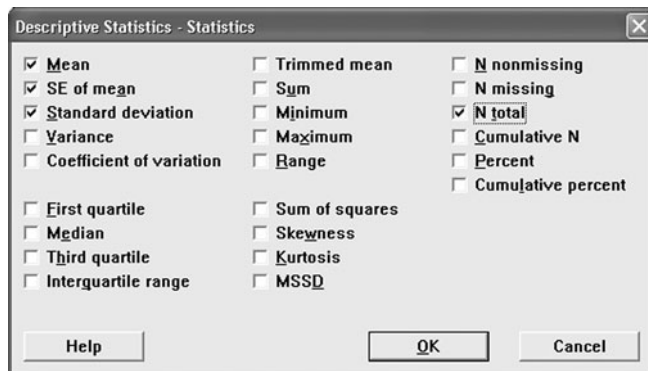 Descriptive Statistics - Statistics
Mean
SE of mean
Standard deviation
Variance
Coefficient of variation
First quartile
Median
Third quartile
Interquartile range
Trimmed mean
Sum
Minimum
Maximum
Range
Sum of squares
Skewness
Kurtosis
MSSD
N nonmissing
N missing
N total
Cumulative N
Percent
Cumulative percent
Help
OK
Cancel